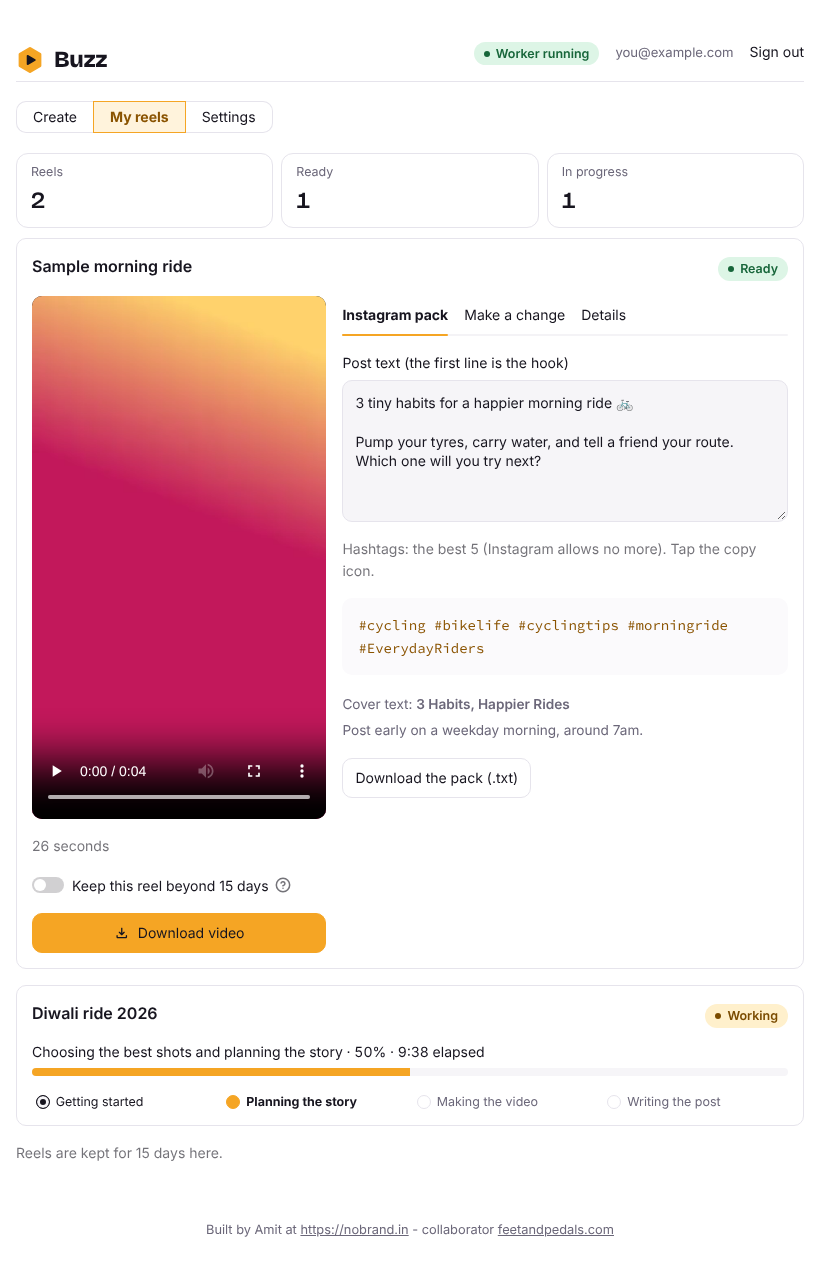 Buzz
Worker running
you@example.com
Sign out
Create
My reels
Settings
Reels
2
Ready
1
In progress
1
Sample morning ride
Ready
0:00 / 0:04
26 seconds
Keep this reel beyond 15 days
Download video
Instagram pack
Make a change
Details
Post text (the first line is the hook)
3 tiny habits for a happier morning ride 🚲
Pump your tyres, carry water, and tell a friend your route.
Which one will you try next?
Hashtags: the best 5 (Instagram allows no more). Tap the copy
icon.
#cycling #bikelife #cyclingtips #morningride
#EverydayRiders
Cover text: 3 Habits, Happier Rides
Post early on a weekday morning, around 7am.
Download the pack (.txt)
Diwali ride 2026
Working
Choosing the best shots and planning the story · 50% · 9:38 elapsed
Getting started
Planning the story
Making the video
Writing the post
Reels are kept for 15 days here.
Built by Amit at https://nobrand.in - collaborator feetandpedals.com